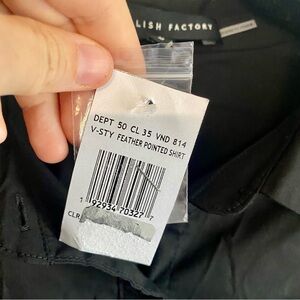 LISH FACTORY
DEPT 50 CL 35 VND 814
V-STY FEATHER POINTED SHIRT
1 92934 70327 7
CLR